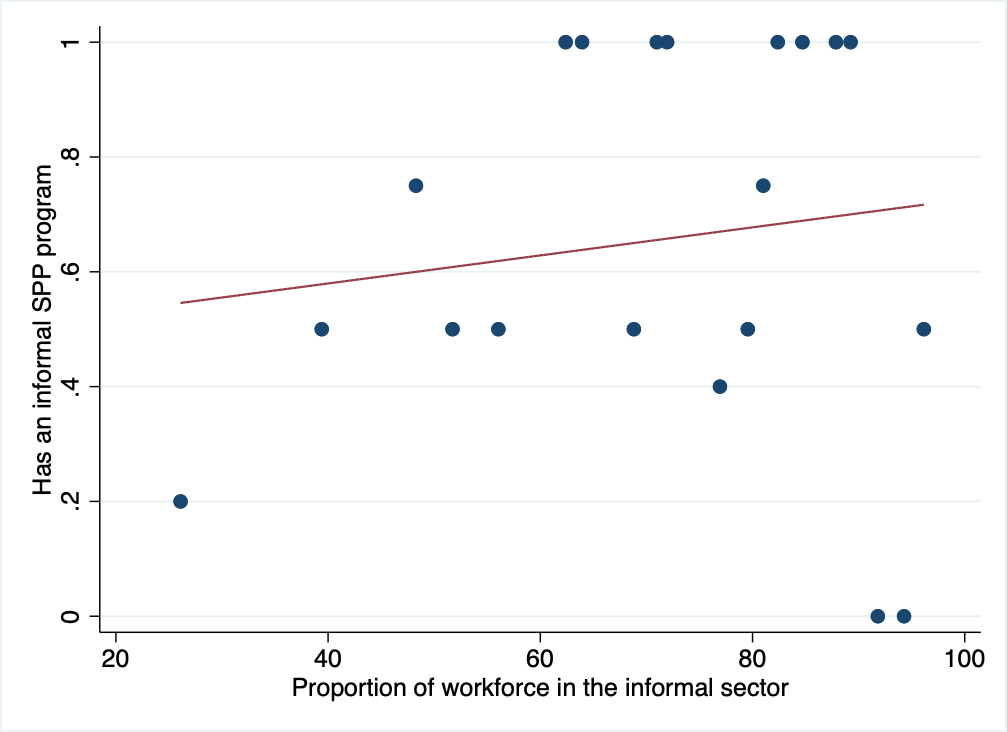 Has an informal SPP program
1
.8
.6
.4
.2
0
20 40 60 80 100
Proportion of workforce in the informal sector